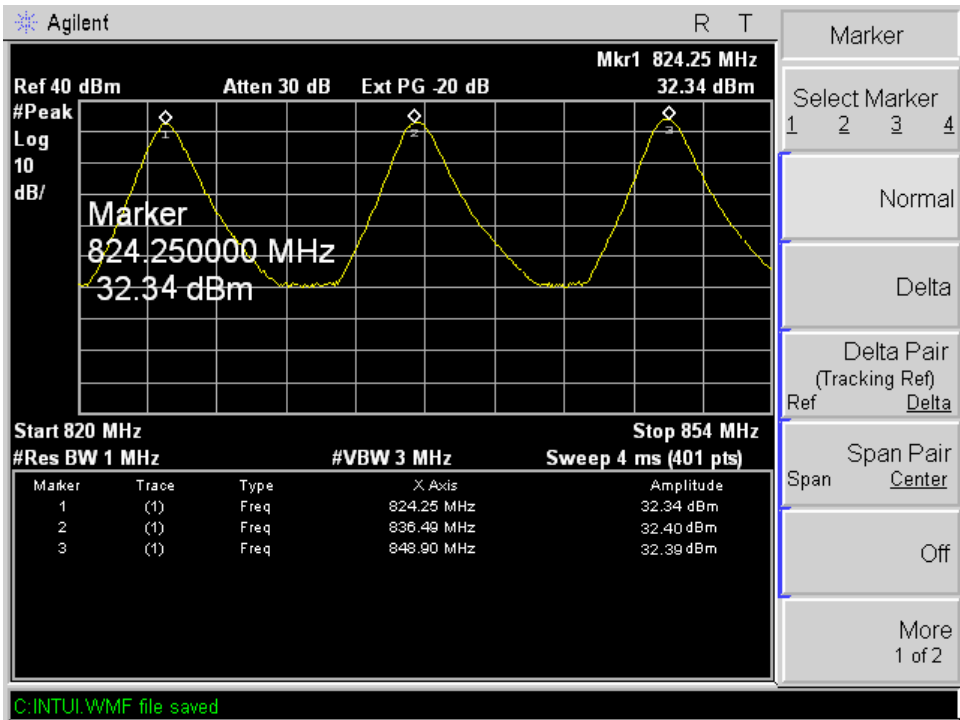 Agilent R T
Mkr1 824.25 MHz
Ref 40 dBm Atten 30 dB Ext PG -20 dB 32.34 dBm
#Peak
Log
10
dB/
1 2 3
Marker
824.250000 MHz
32.34 dBm
Start 820 MHz Stop 854 MHz
#Res BW 1 MHz #VBW 3 MHz Sweep 4 ms (401 pts)
Marker Trace Type X Axis Amplitude
1 (1) Freq 824.25 MHz 32.34 dBm
2 (1) Freq 836.49 MHz 32.40 dBm
3 (1) Freq 848.90 MHz 32.39 dBm
C:INTUI.WMF file saved
Marker
Select Marker
1 2 3 4
Normal
Delta
Delta Pair
(Tracking Ref)
Ref Delta
Span Pair
Span Center
Off
More
1 of 2